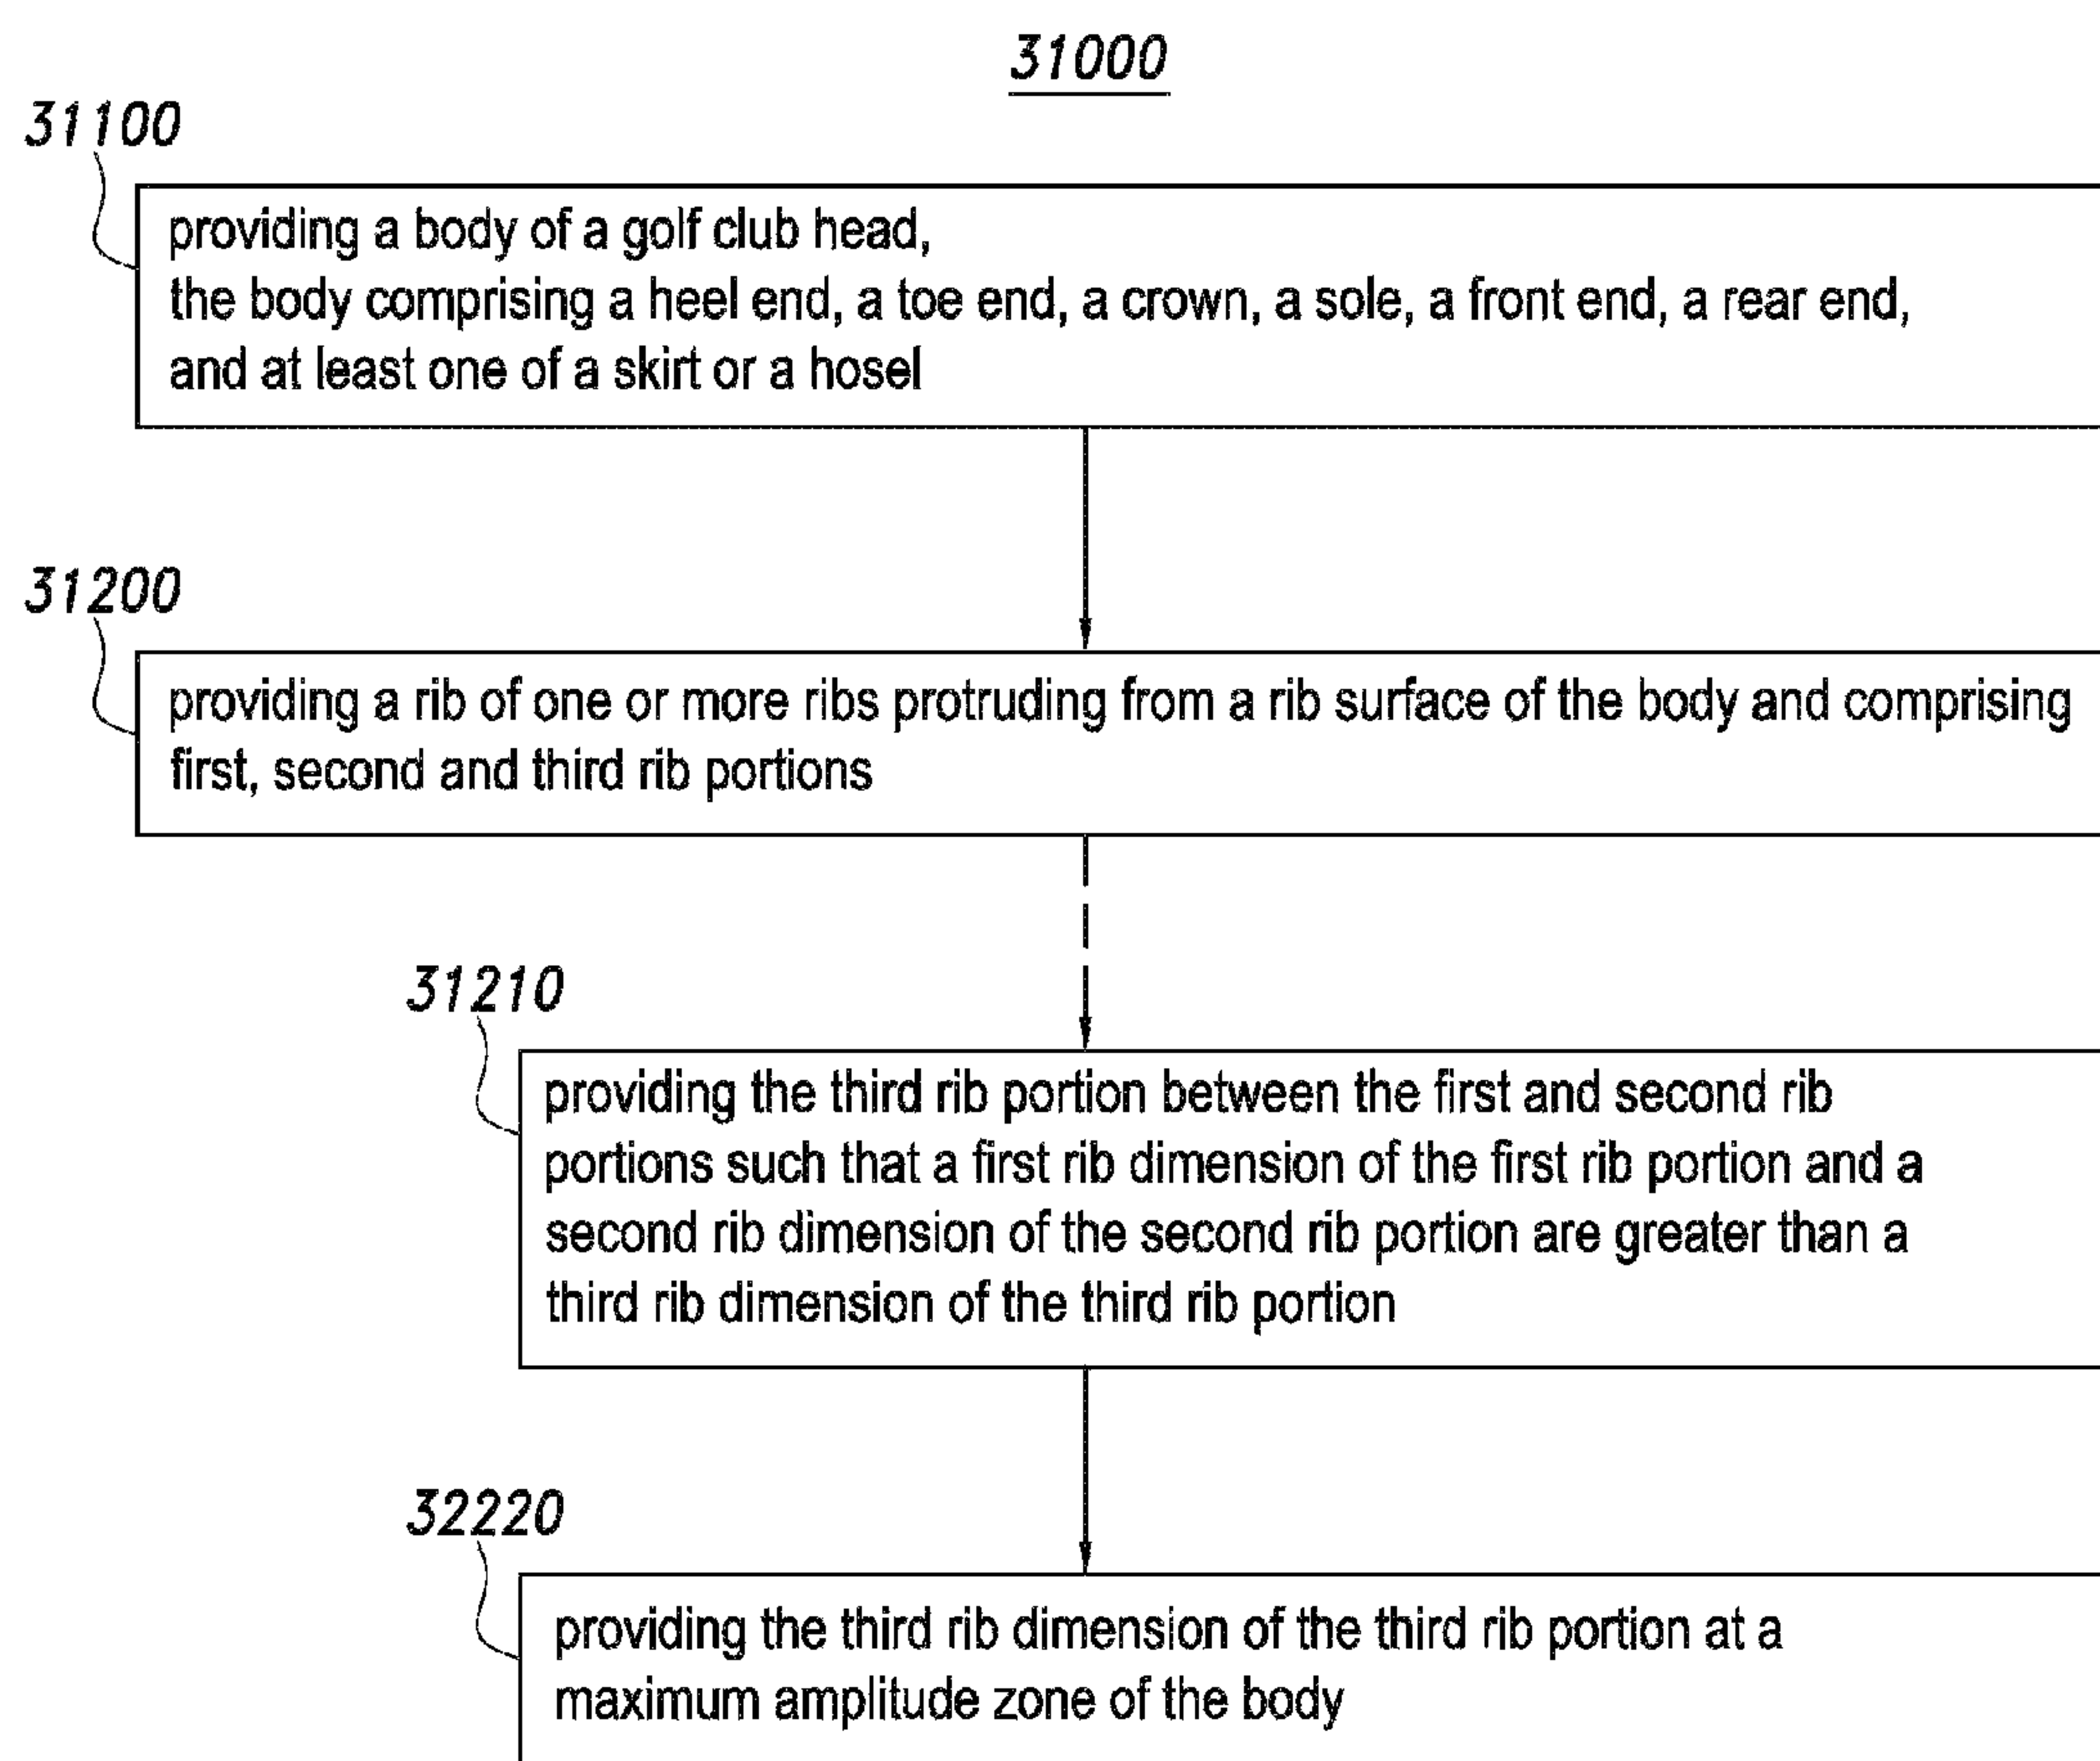 31000
31100
providing a body of a golf club head,
the body comprising a heel end, a toe end, a crown, a sole, a front end, a rear end,
and at least one of a skirt or a hosel
31200
providing a rib of one or more ribs protruding from a rib surface of the body and comprising
first, second and third rib portions
31210
providing the third rib portion between the first and second rib
portions such that a first rib dimension of the first rib portion and a
second rib dimension of the second rib portion are greater than a
third rib dimension of the third rib portion
32220
providing the third rib dimension of the third rib portion at a
maximum amplitude zone of the body